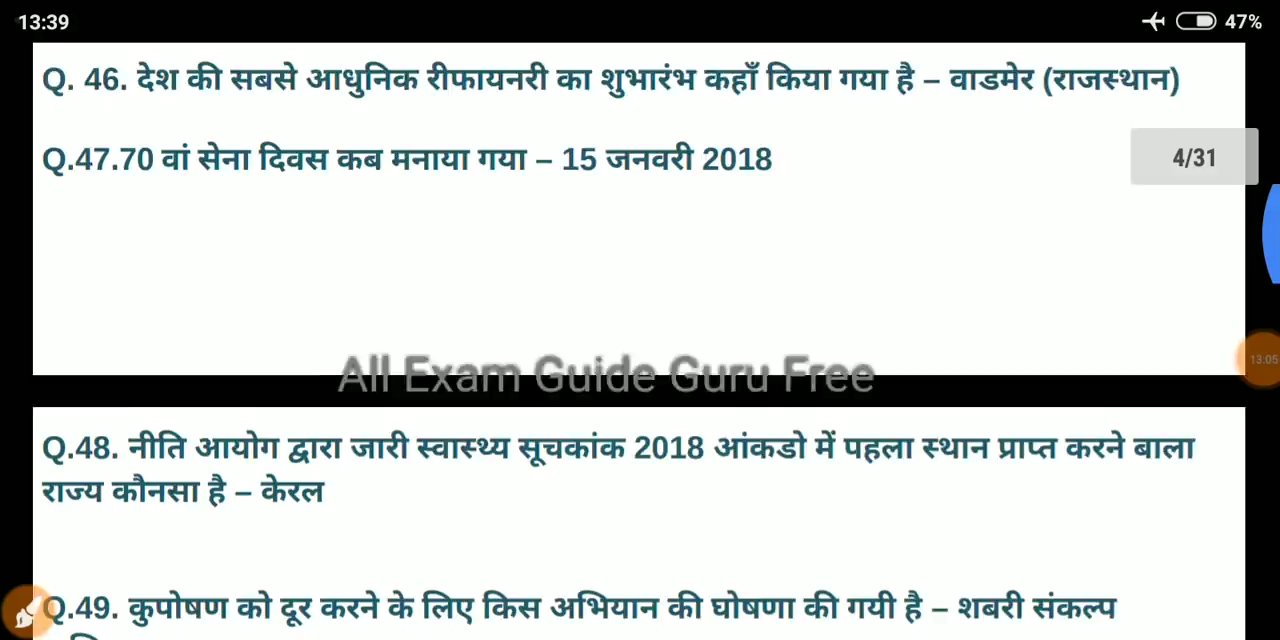 13:39
47%
Q. 46. देश की सबसे आधुनिक रीफायनरी का शुभारंभ कहाँ किया गया है – वाडमेर (राजस्थान)
Q.47.70 वां सेना दिवस कब मनाया गया – 15 जनवरी 2018
4/31
13:05
All Exam Guide Guru Free
Q.48. नीति आयोग द्वारा जारी स्वास्थ्य सूचकांक 2018 आंकडो में पहला स्थान प्राप्त करने बाला
राज्य कौनसा है – केरल
Q.49. कुपोषण को दूर करने के लिए किस अभियान की घोषणा की गयी है – शबरी संकल्प